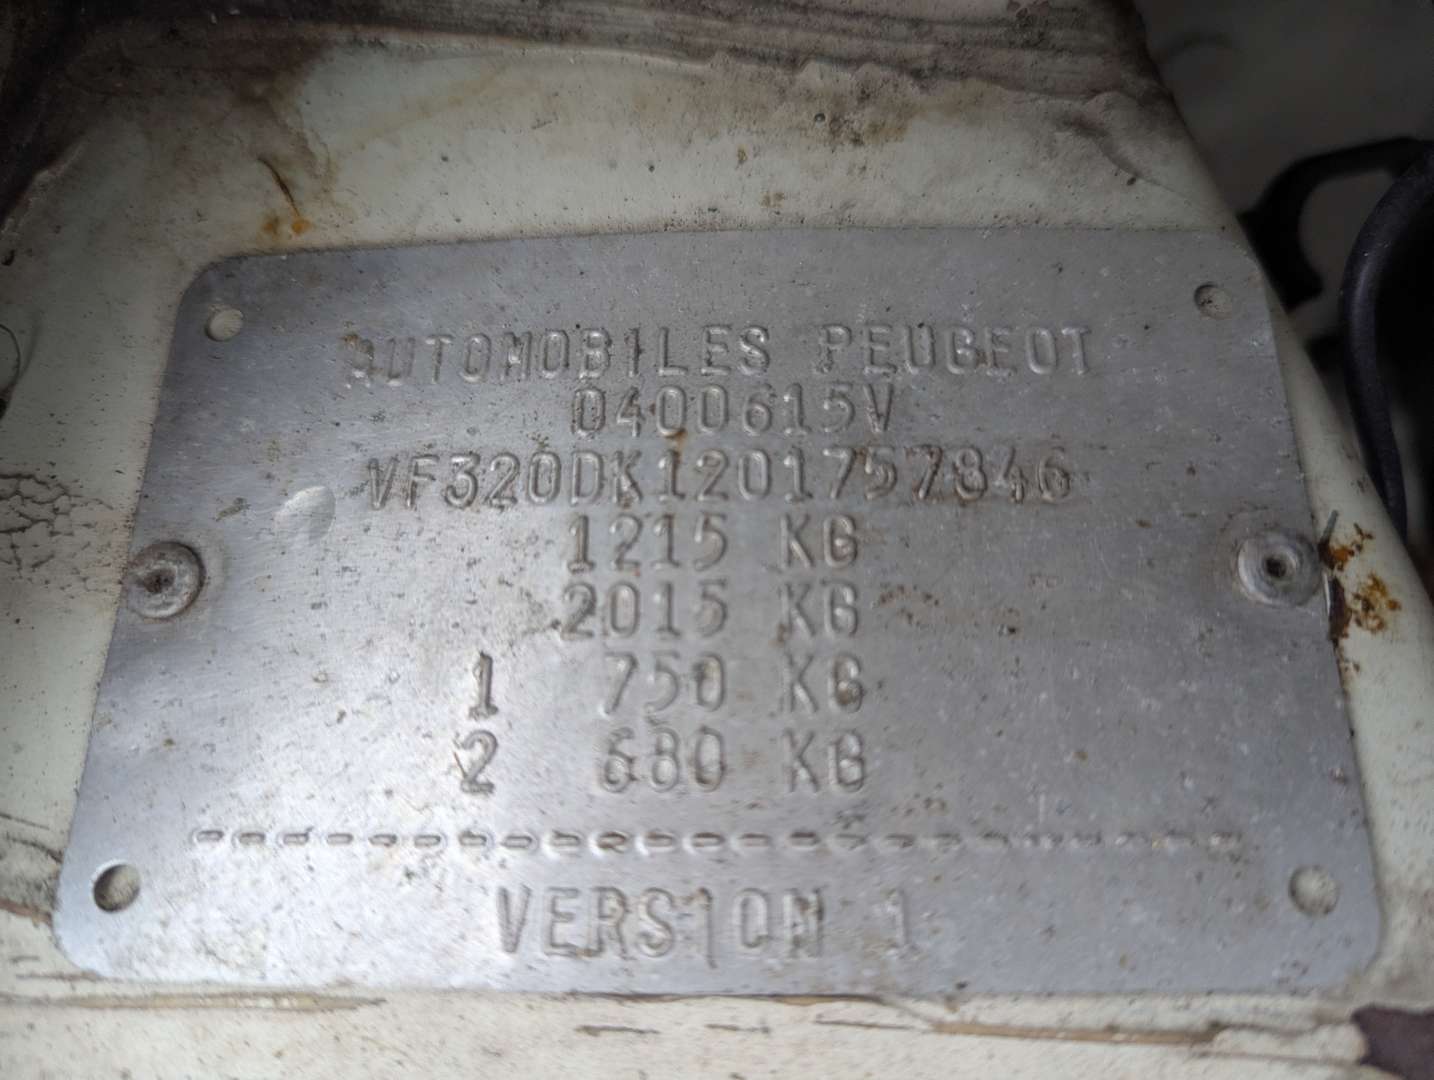 AUTOMOBILES PEUGEOT
0400615V
VF320DK1201757846
1215 KG
2015 KG
1 750 KG
2 680 KG
-------------------------
VERSION 1